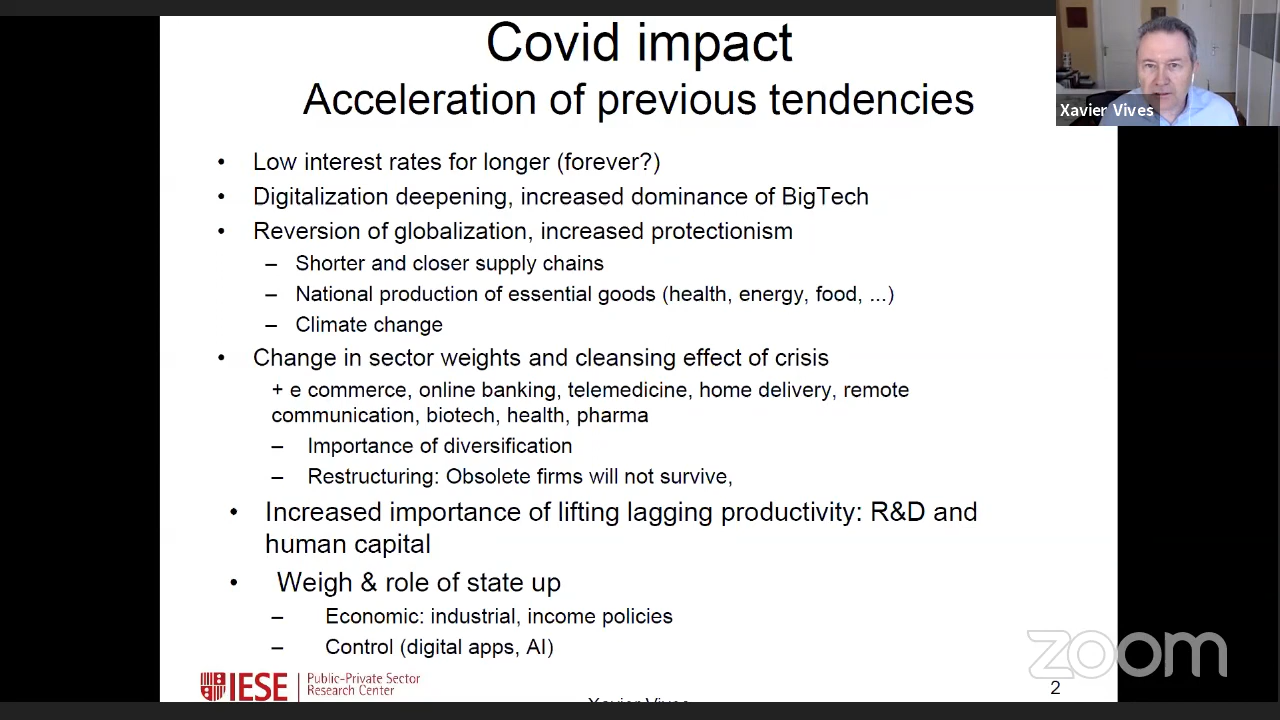 Covid impact
Acceleration of previous tendencies
Xavier Vives
• Low interest rates for longer (forever?)
• Digitalization deepening, increased dominance of BigTech
• Reversion of globalization, increased protectionism
– Shorter and closer supply chains
– National production of essential goods (health, energy, food, ...)
– Climate change
• Change in sector weights and cleansing effect of crisis
+ e commerce, online banking, telemedicine, home delivery, remote
communication, biotech, health, pharma
– Importance of diversification
– Restructuring: Obsolete firms will not survive,
• Increased importance of lifting lagging productivity: R&D and
human capital
• Weigh & role of state up
– Economic: industrial, income policies
– Control (digital apps, AI)
zoom
IESE
Public-Private Sector
Research Center
2
Xavier Vives